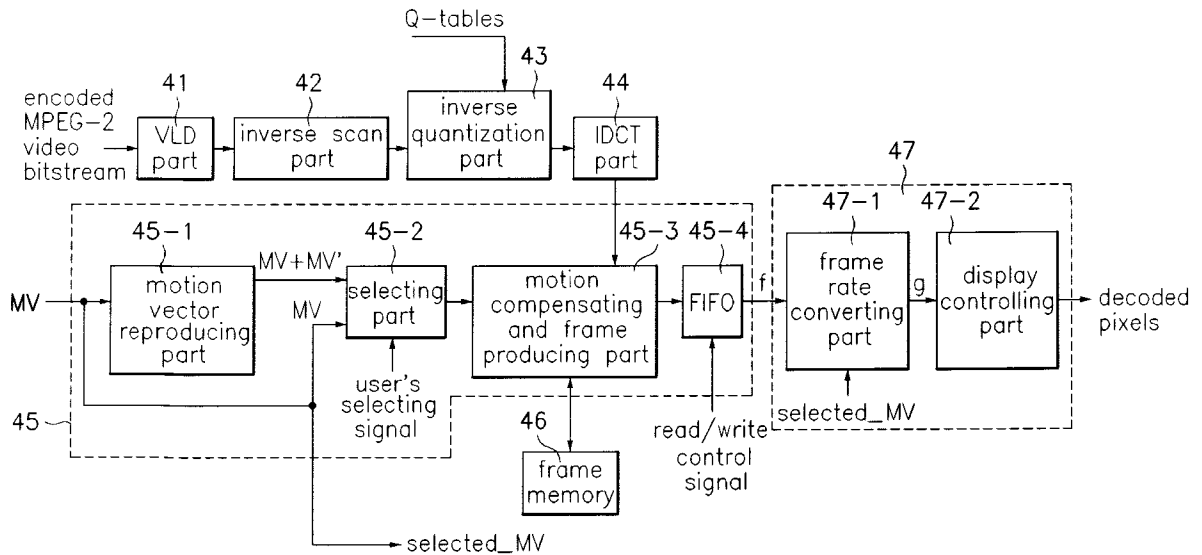 Q-tables
41
42
43
44
encoded
MPEG-2
video
bitstream
VLD
part
inverse scan
part
inverse
quantization
part
IDCT
part
47
47-1
47-2
45-1
45-2
45-3
45-4
MV+MV'
MV
MV
motion
vector
reproducing
part
selecting
part
motion
compensating
and frame
producing part
FIFO
f
frame
rate
converting
part
g
display
controlling
part
decoded
pixels
user's
selecting
signal
45
46
frame
memory
read/write
control
signal
selected_MV
selected_MV